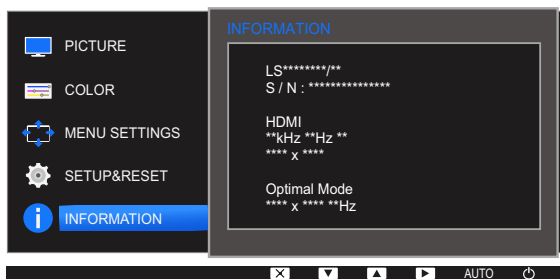 PICTURE
COLOR
MENU SETTINGS
SETUP&RESET
INFORMATION
INFORMATION
LS********/**
S / N : ***************
HDMI
**kHz **Hz **
**** x ****
Optimal Mode
**** x **** **Hz
AUTO